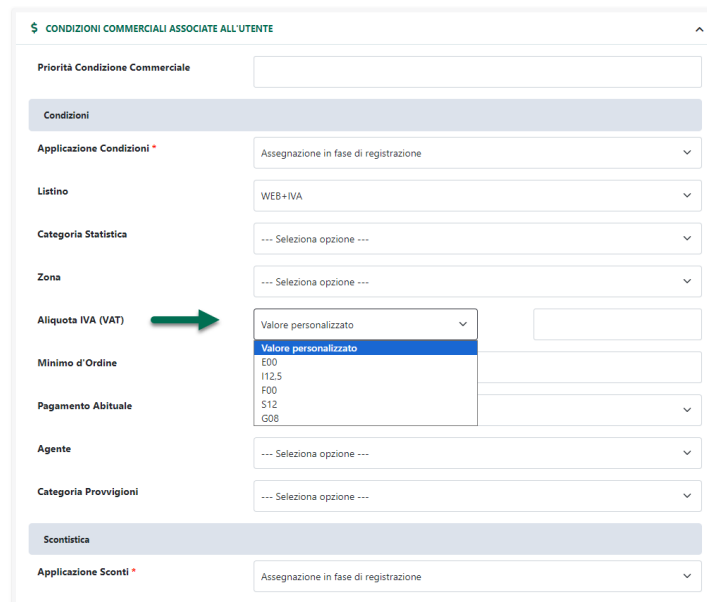 $ CONDIZIONI COMMERCIALI ASSOCIATE ALL'UTENTE
Priorità Condizione Commerciale
Condizioni
Applicazione Condizioni *
Assegnazione in fase di registrazione
Listino
WEB+IVA
Categoria Statistica
--- Seleziona opzione ---
Zona
--- Seleziona opzione ---
Aliquota IVA (VAT)
Valore personalizzato
Valore personalizzato
E00
I12,5
F00
S12
G08
Minimo d'Ordine
Pagamento Abituale
Agente
--- Seleziona opzione ---
Categoria Provvigioni
--- Seleziona opzione ---
Scontistica
Applicazione Sconti *
Assegnazione in fase di registrazione